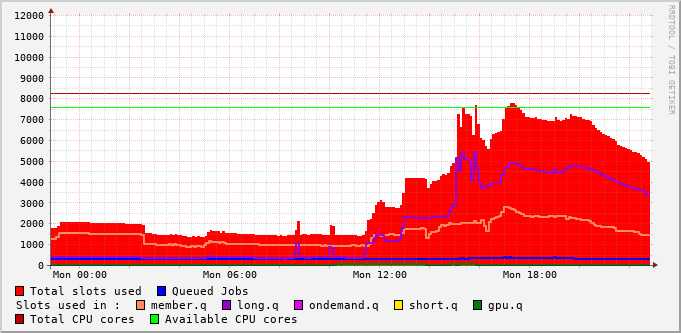 12000
11000
10000
9000
8000
7000
6000
5000
4000
3000
2000
1000
0
Mon 00:00 Mon 06:00 Mon 12:00 Mon 18:00
RRDTOOL / TOBI OETIKER
Total slots used Queued Jobs
Slots used in : member.q long.q ondemand.q short.q gpu.q
Total CPU cores Available CPU cores